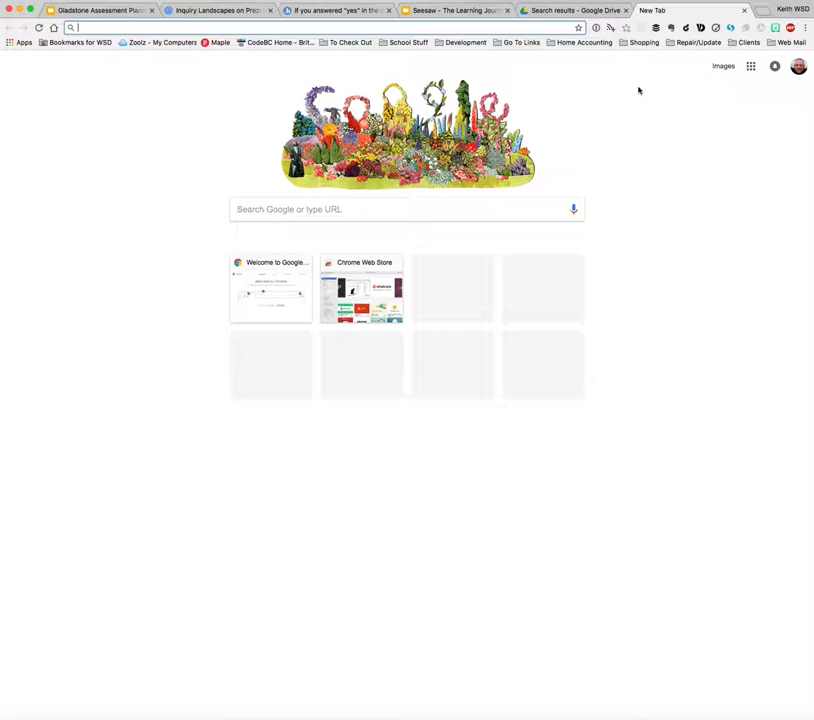 Gladstone Assessment Plan
Inquiry Landscapes on Prezi
If you answered "yes" in the
Seesaw - The Learning Jour
Search results - Google Drive
New Tab
Keith WSD
Apps
Bookmarks for WSD
Zoolz - My Computers
Maple
CodeBC Home - Brit...
To Check Out
School Stuff
Development
Go To Links
Home Accounting
Shopping
Repair/Update
Clients
Web Mail
Images
Google
Search Google or type URL
Welcome to Google...
Chrome Web Store